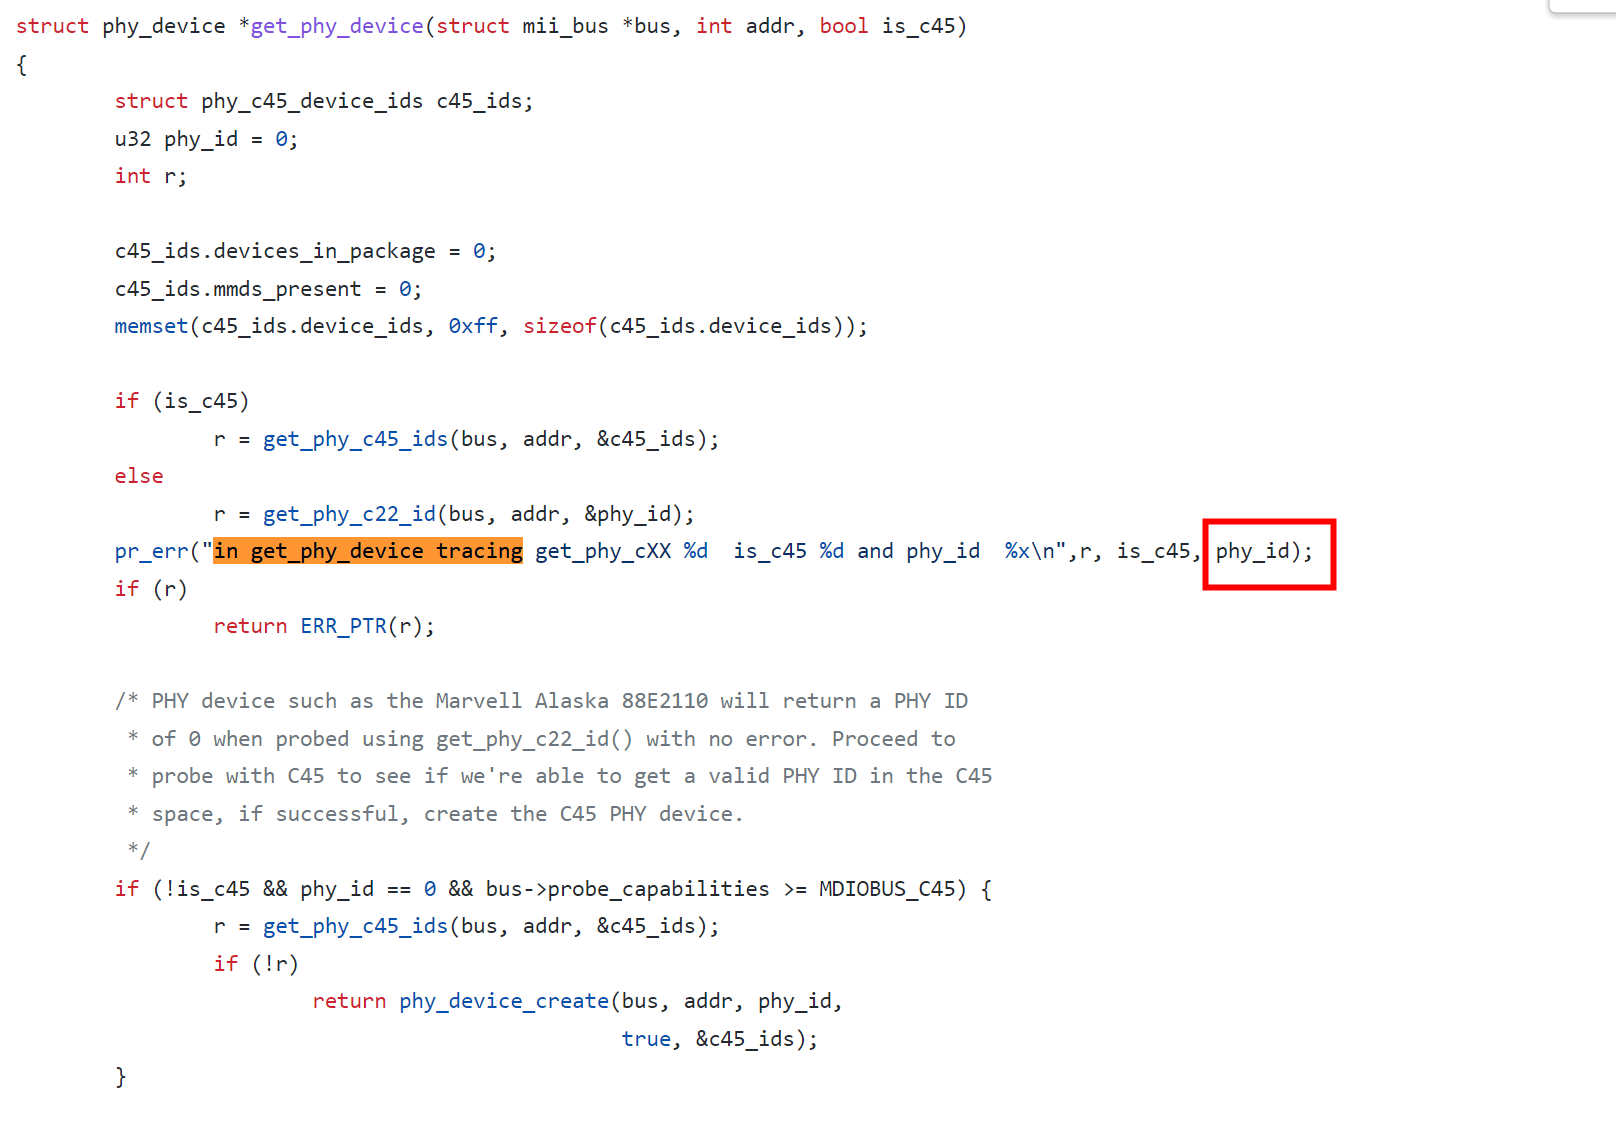 struct phy_device *get_phy_device(struct mii_bus *bus, int addr, bool is_c45)
{
        struct phy_c45_device_ids c45_ids;
        u32 phy_id = 0;
        int r;

        c45_ids.devices_in_package = 0;
        c45_ids.mmds_present = 0;
        memset(c45_ids.device_ids, 0xff, sizeof(c45_ids.device_ids));

        if (is_c45)
                r = get_phy_c45_ids(bus, addr, &c45_ids);
        else
                r = get_phy_c22_id(bus, addr, &phy_id);
        pr_err("in get_phy_device tracing get_phy_cXX %d  is_c45 %d and phy_id  %x\n",r, is_c45, phy_id);
        if (r)
                return ERR_PTR(r);

        /* PHY device such as the Marvell Alaska 88E2110 will return a PHY ID
         * of 0 when probed using get_phy_c22_id() with no error. Proceed to
         * probe with C45 to see if we're able to get a valid PHY ID in the C45
         * space, if successful, create the C45 PHY device.
         */
        if (!is_c45 && phy_id == 0 && bus->probe_capabilities >= MDIOBUS_C45) {
                r = get_phy_c45_ids(bus, addr, &c45_ids);
                if (!r)
                        return phy_device_create(bus, addr, phy_id,
                                                 true, &c45_ids);
        }